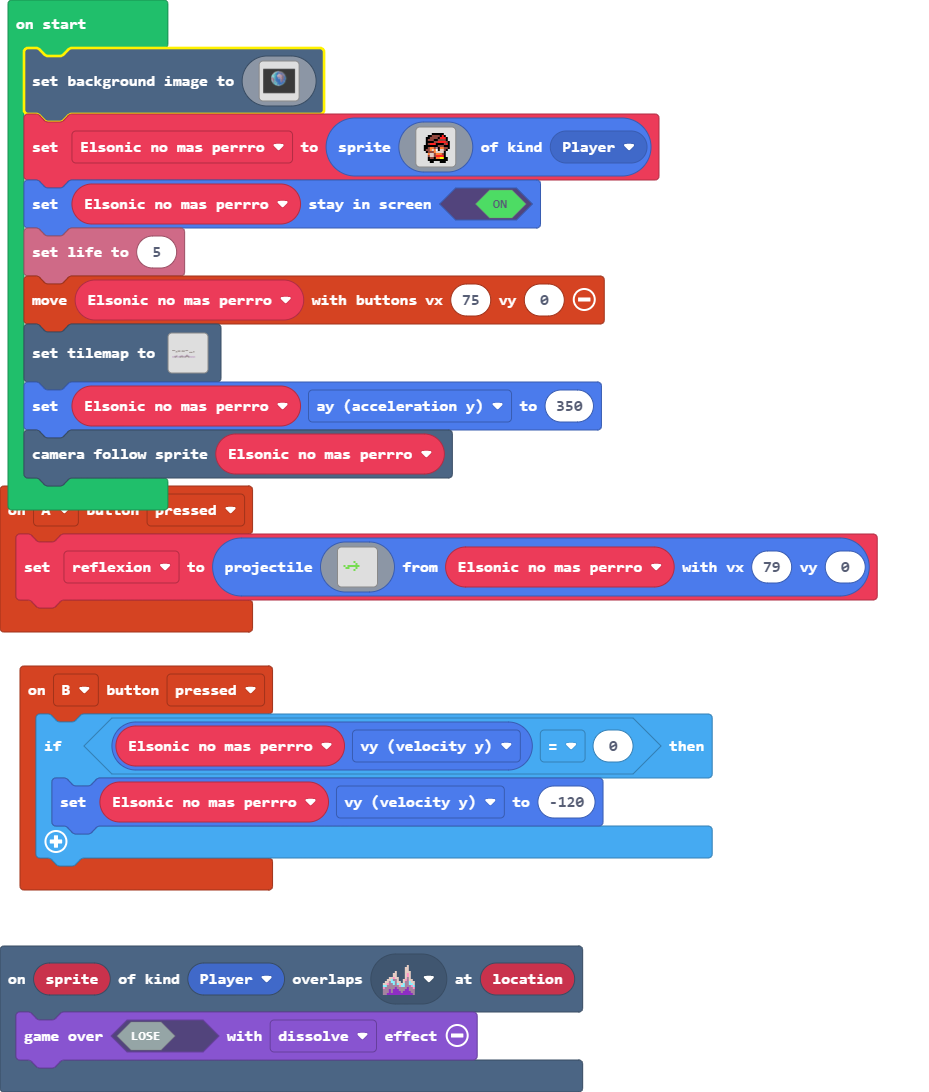 on start
set background image to
set Elsonic no mas perrro to sprite of kind Player
set Elsonic no mas perrro stay in screen ON
set life to 5
move Elsonic no mas perrro with buttons vx 75 vy 0
set tilemap to
set Elsonic no mas perrro ay (acceleration y) to 350
camera follow sprite Elsonic no mas perrro
on A button pressed
set reflexion to projectile from Elsonic no mas perrro with vx 79 vy 0
on B button pressed
if Elsonic no mas perrro vy (velocity y) = 0 then
set Elsonic no mas perrro vy (velocity y) to -120
on sprite of kind Player overlaps at location
game over LOSE with dissolve effect